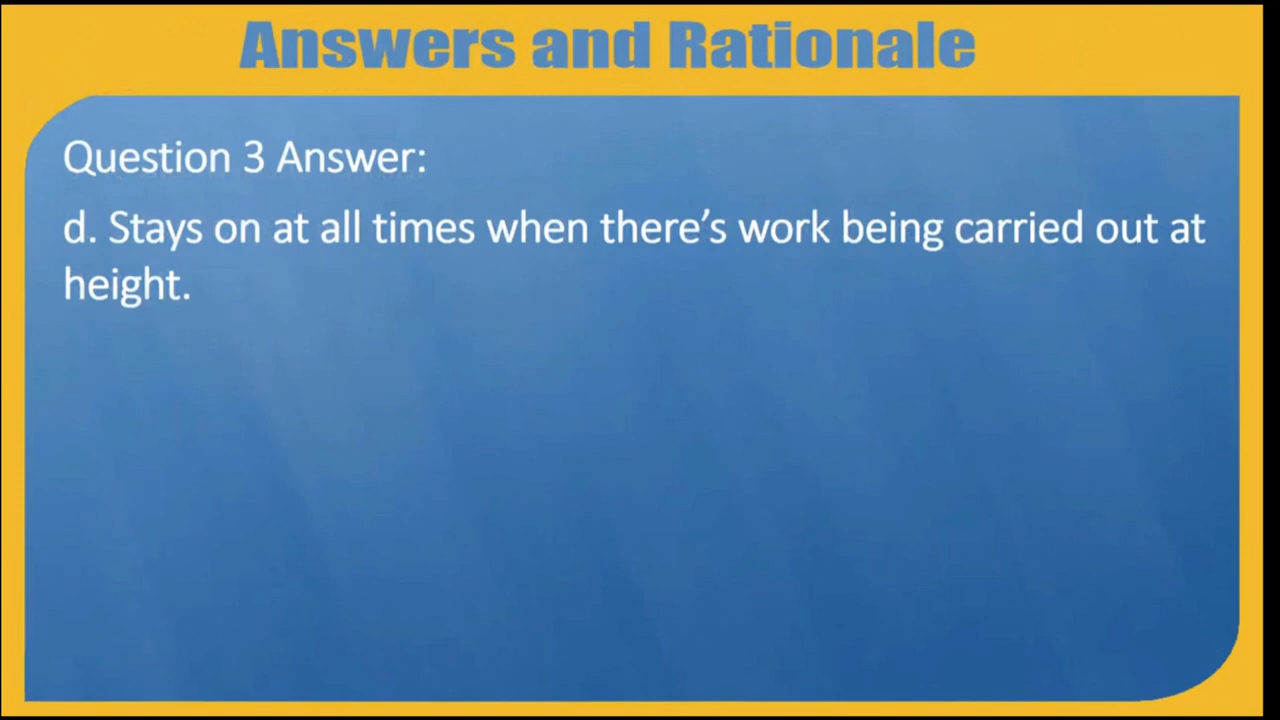 Answers and Rationale
Question 3 Answer:
d. Stays on at all times when there’s work being carried out at
height.